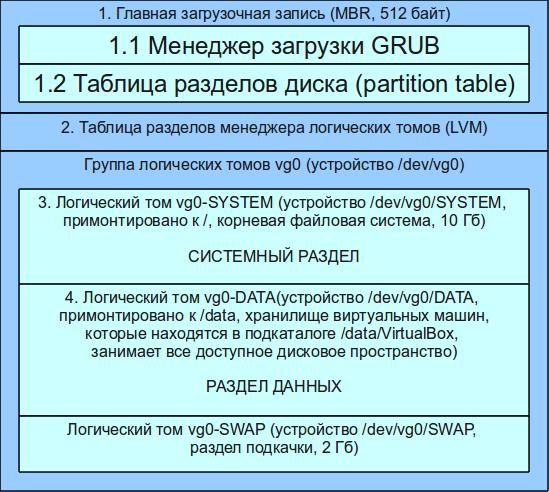 1. Главная загрузочная запись (MBR, 512 байт)
1.1 Менеджер загрузки GRUB
1.2 Таблица разделов диска (partition table)
2. Таблица разделов менеджера логических томов (LVM)
Группа логических томов vg0 (устройство /dev/vg0)
3. Логический том vg0-SYSTEM (устройство /dev/vg0/SYSTEM,
примонтировано к /, корневая файловая система, 10 Гб)
СИСТЕМНЫЙ РАЗДЕЛ
4. Логический том vg0-DATA(устройство /dev/vg0/DATA,
примонтировано к /data, хранилище виртуальных машин,
которые находятся в подкаталоге /data/VirtualBox,
занимает все доступное дисковое пространство)
РАЗДЕЛ ДАННЫХ
Логический том vg0-SWAP (устройство /dev/vg0/SWAP,
раздел подкачки, 2 Гб)